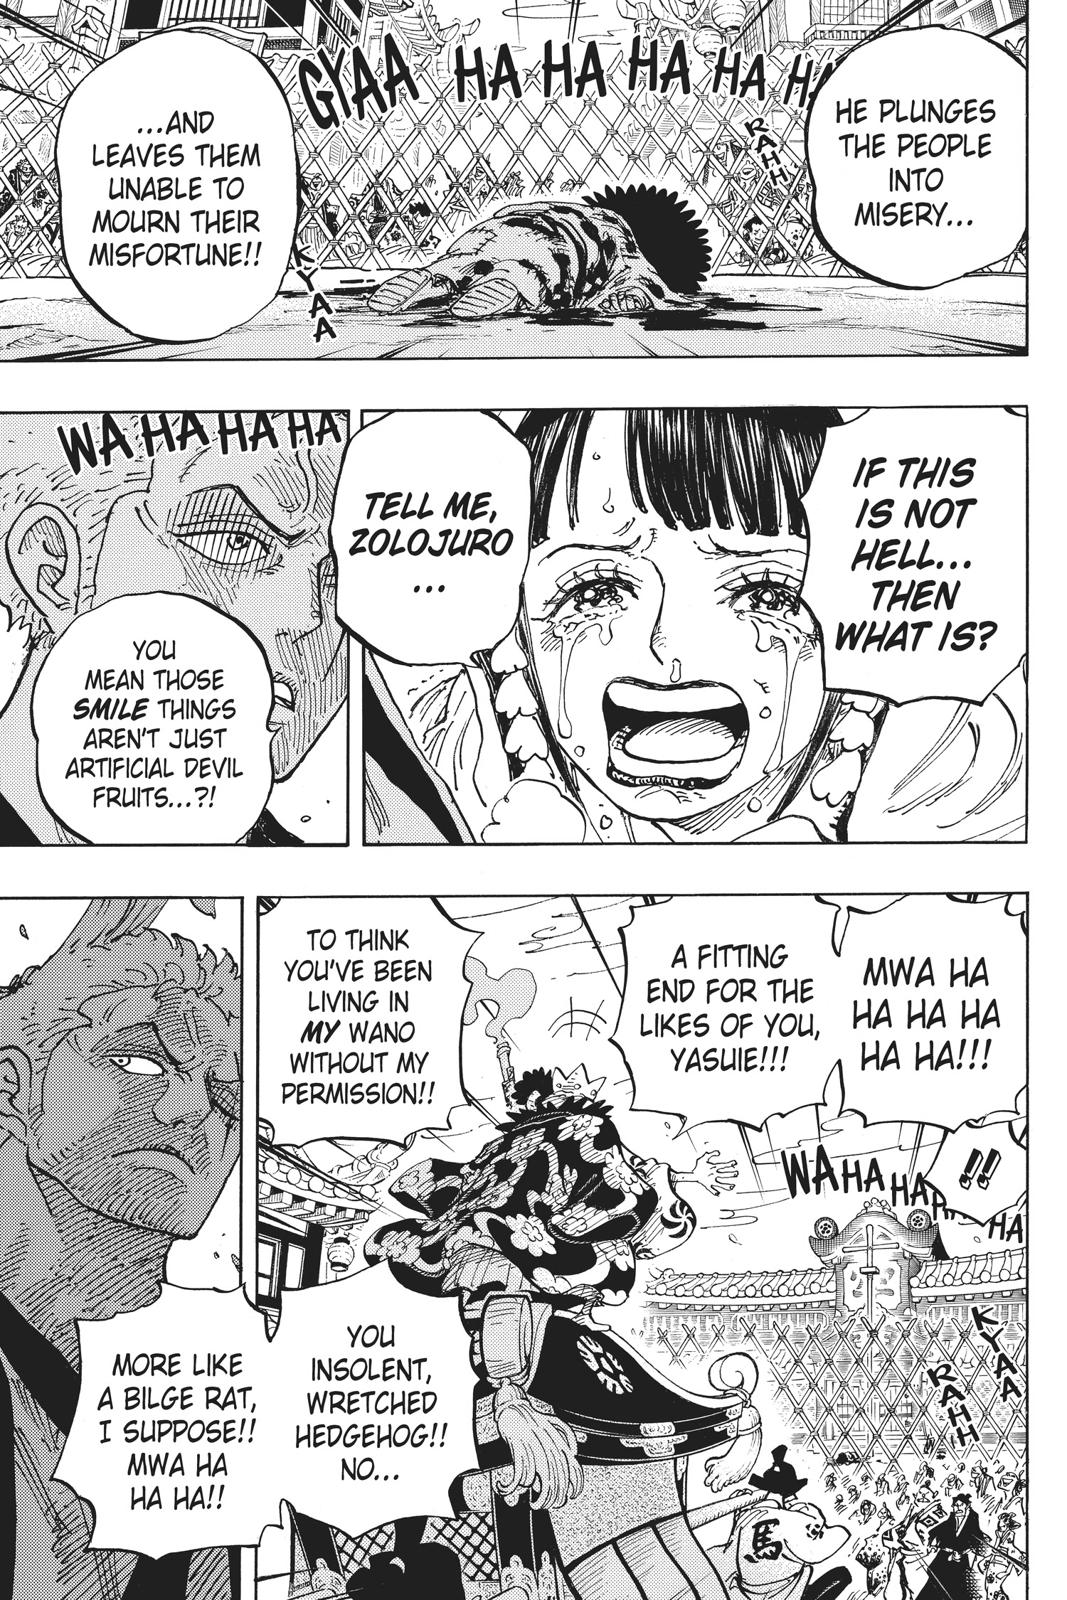 HE PLUNGES
THE PEOPLE
INTO
MISERY...
GYAA HA HA HA HA HA
RAHH
...AND
LEAVES THEM
UNABLE TO
MOURN THEIR
MISFORTUNE!!
KYAA
IF THIS
IS NOT
HELL...
THEN
WHAT IS?
TELL ME,
ZOLOJURO
...
WA HA HA HA
YOU
MEAN THOSE
SMILE THINGS
AREN'T JUST
ARTIFICIAL DEVIL
FRUITS...?!
MWA HA
HA HA HA
HA HA!!!
A FITTING
END FOR THE
LIKES OF YOU,
YASUIE!!!
TO THINK
YOU'VE BEEN
LIVING IN
MY WANO
WITHOUT MY
PERMISSION!!
!!
WA HA HA
HA
KYAA
RAHH
YOU
INSOLENT,
WRETCHED
HEDGEHOG!!
NO...
MORE LIKE
A BILGE RAT,
I SUPPOSE!!
MWA HA
HA HA!!
馬